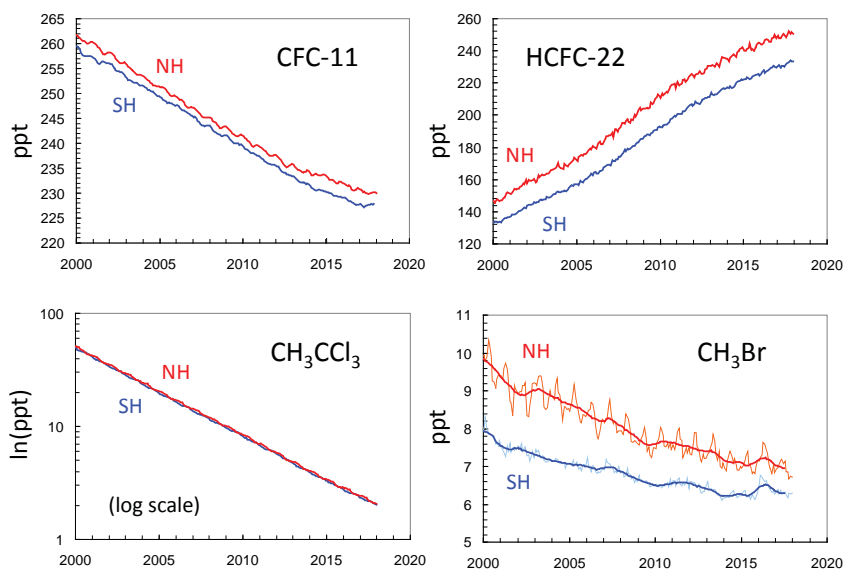 CFC-11
ppt
265
260
255
250
245
240
235
230
225
220
NH
SH
2000 2005 2010 2015 2020
HCFC-22
ppt
260
240
220
200
180
160
140
120
NH
SH
2000 2005 2010 2015 2020
CH₃CCl₃
ln(ppt)
100
10
1
NH
SH
(log scale)
2000 2005 2010 2015 2020
CH₃Br
ppt
11
10
9
8
7
6
5
NH
SH
2000 2005 2010 2015 2020